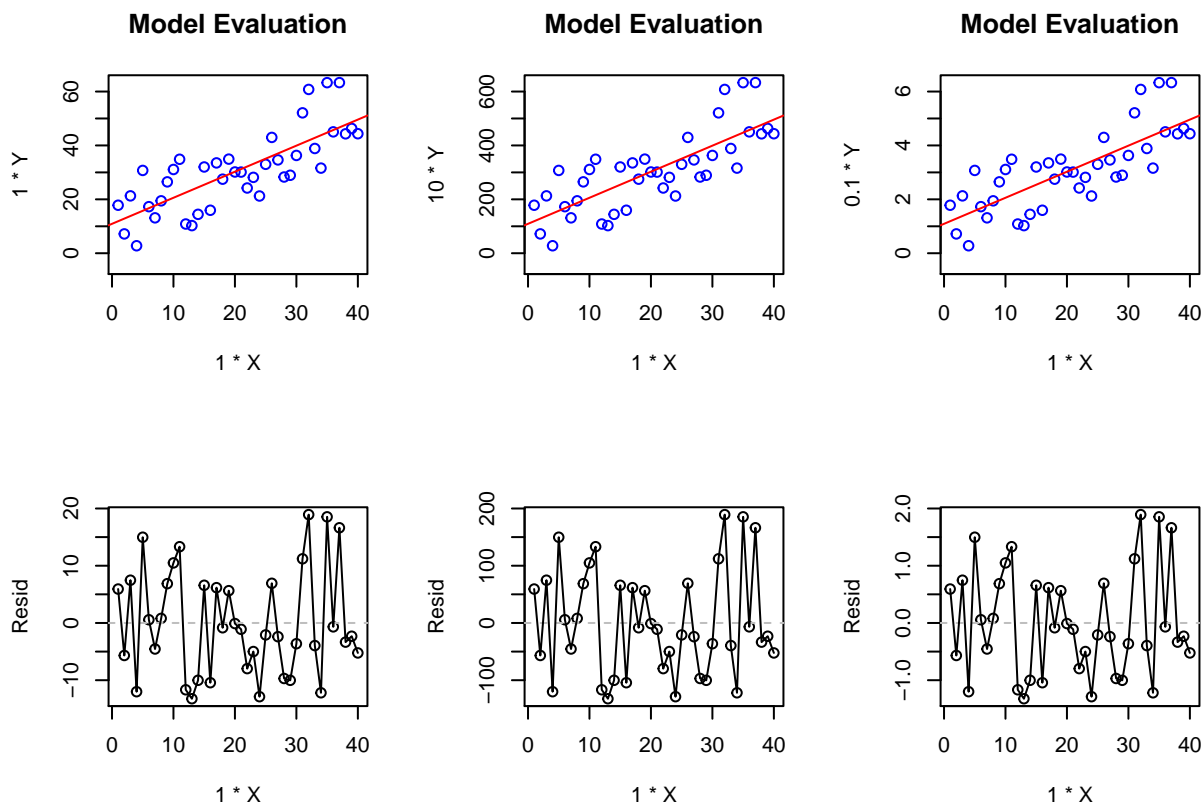 Model Evaluation
1 * Y
0 20 40 60
0 10 20 30 40
1 * X
Model Evaluation
10 * Y
0 200 400 600
0 10 20 30 40
1 * X
Model Evaluation
0.1 * Y
0 2 4 6
0 10 20 30 40
1 * X
Resid
−10 0 10 20
0 10 20 30 40
1 * X
Resid
−100 0 100 200
0 10 20 30 40
1 * X
Resid
−1.0 0.0 1.0 2.0
0 10 20 30 40
1 * X